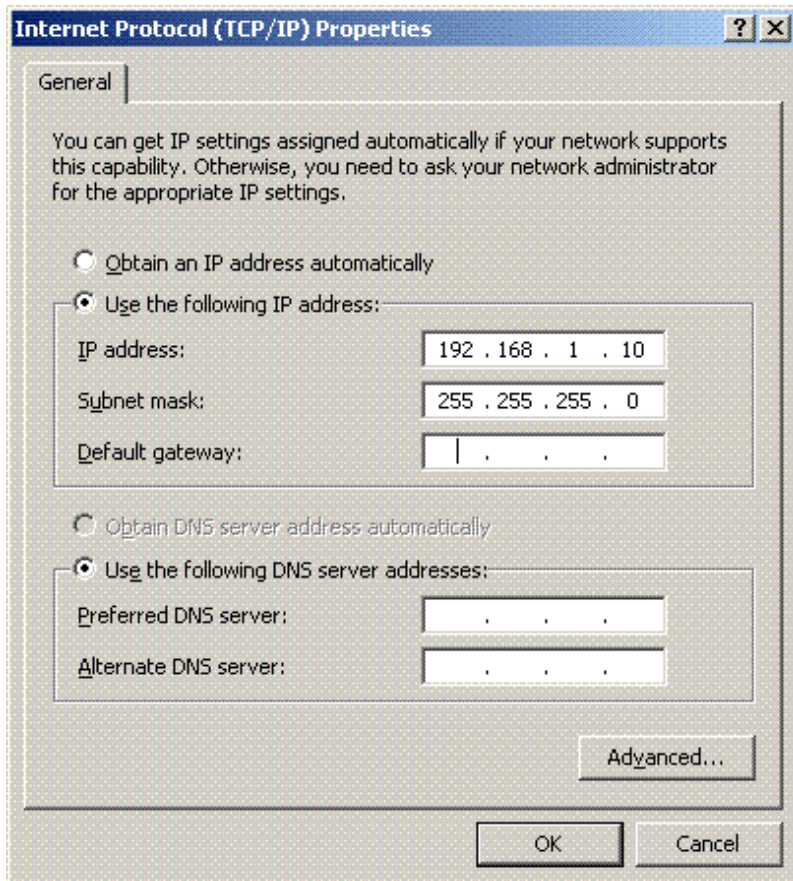 Internet Protocol (TCP/IP) Properties
General
You can get IP settings assigned automatically if your network supports
this capability. Otherwise, you need to ask your network administrator
for the appropriate IP settings.
Obtain an IP address automatically
Use the following IP address:
IP address: 192 . 168 . 1 . 10
Subnet mask: 255 . 255 . 255 . 0
Default gateway: . . .
Obtain DNS server address automatically
Use the following DNS server addresses:
Preferred DNS server: . . .
Alternate DNS server: . . .
Advanced...
OK Cancel